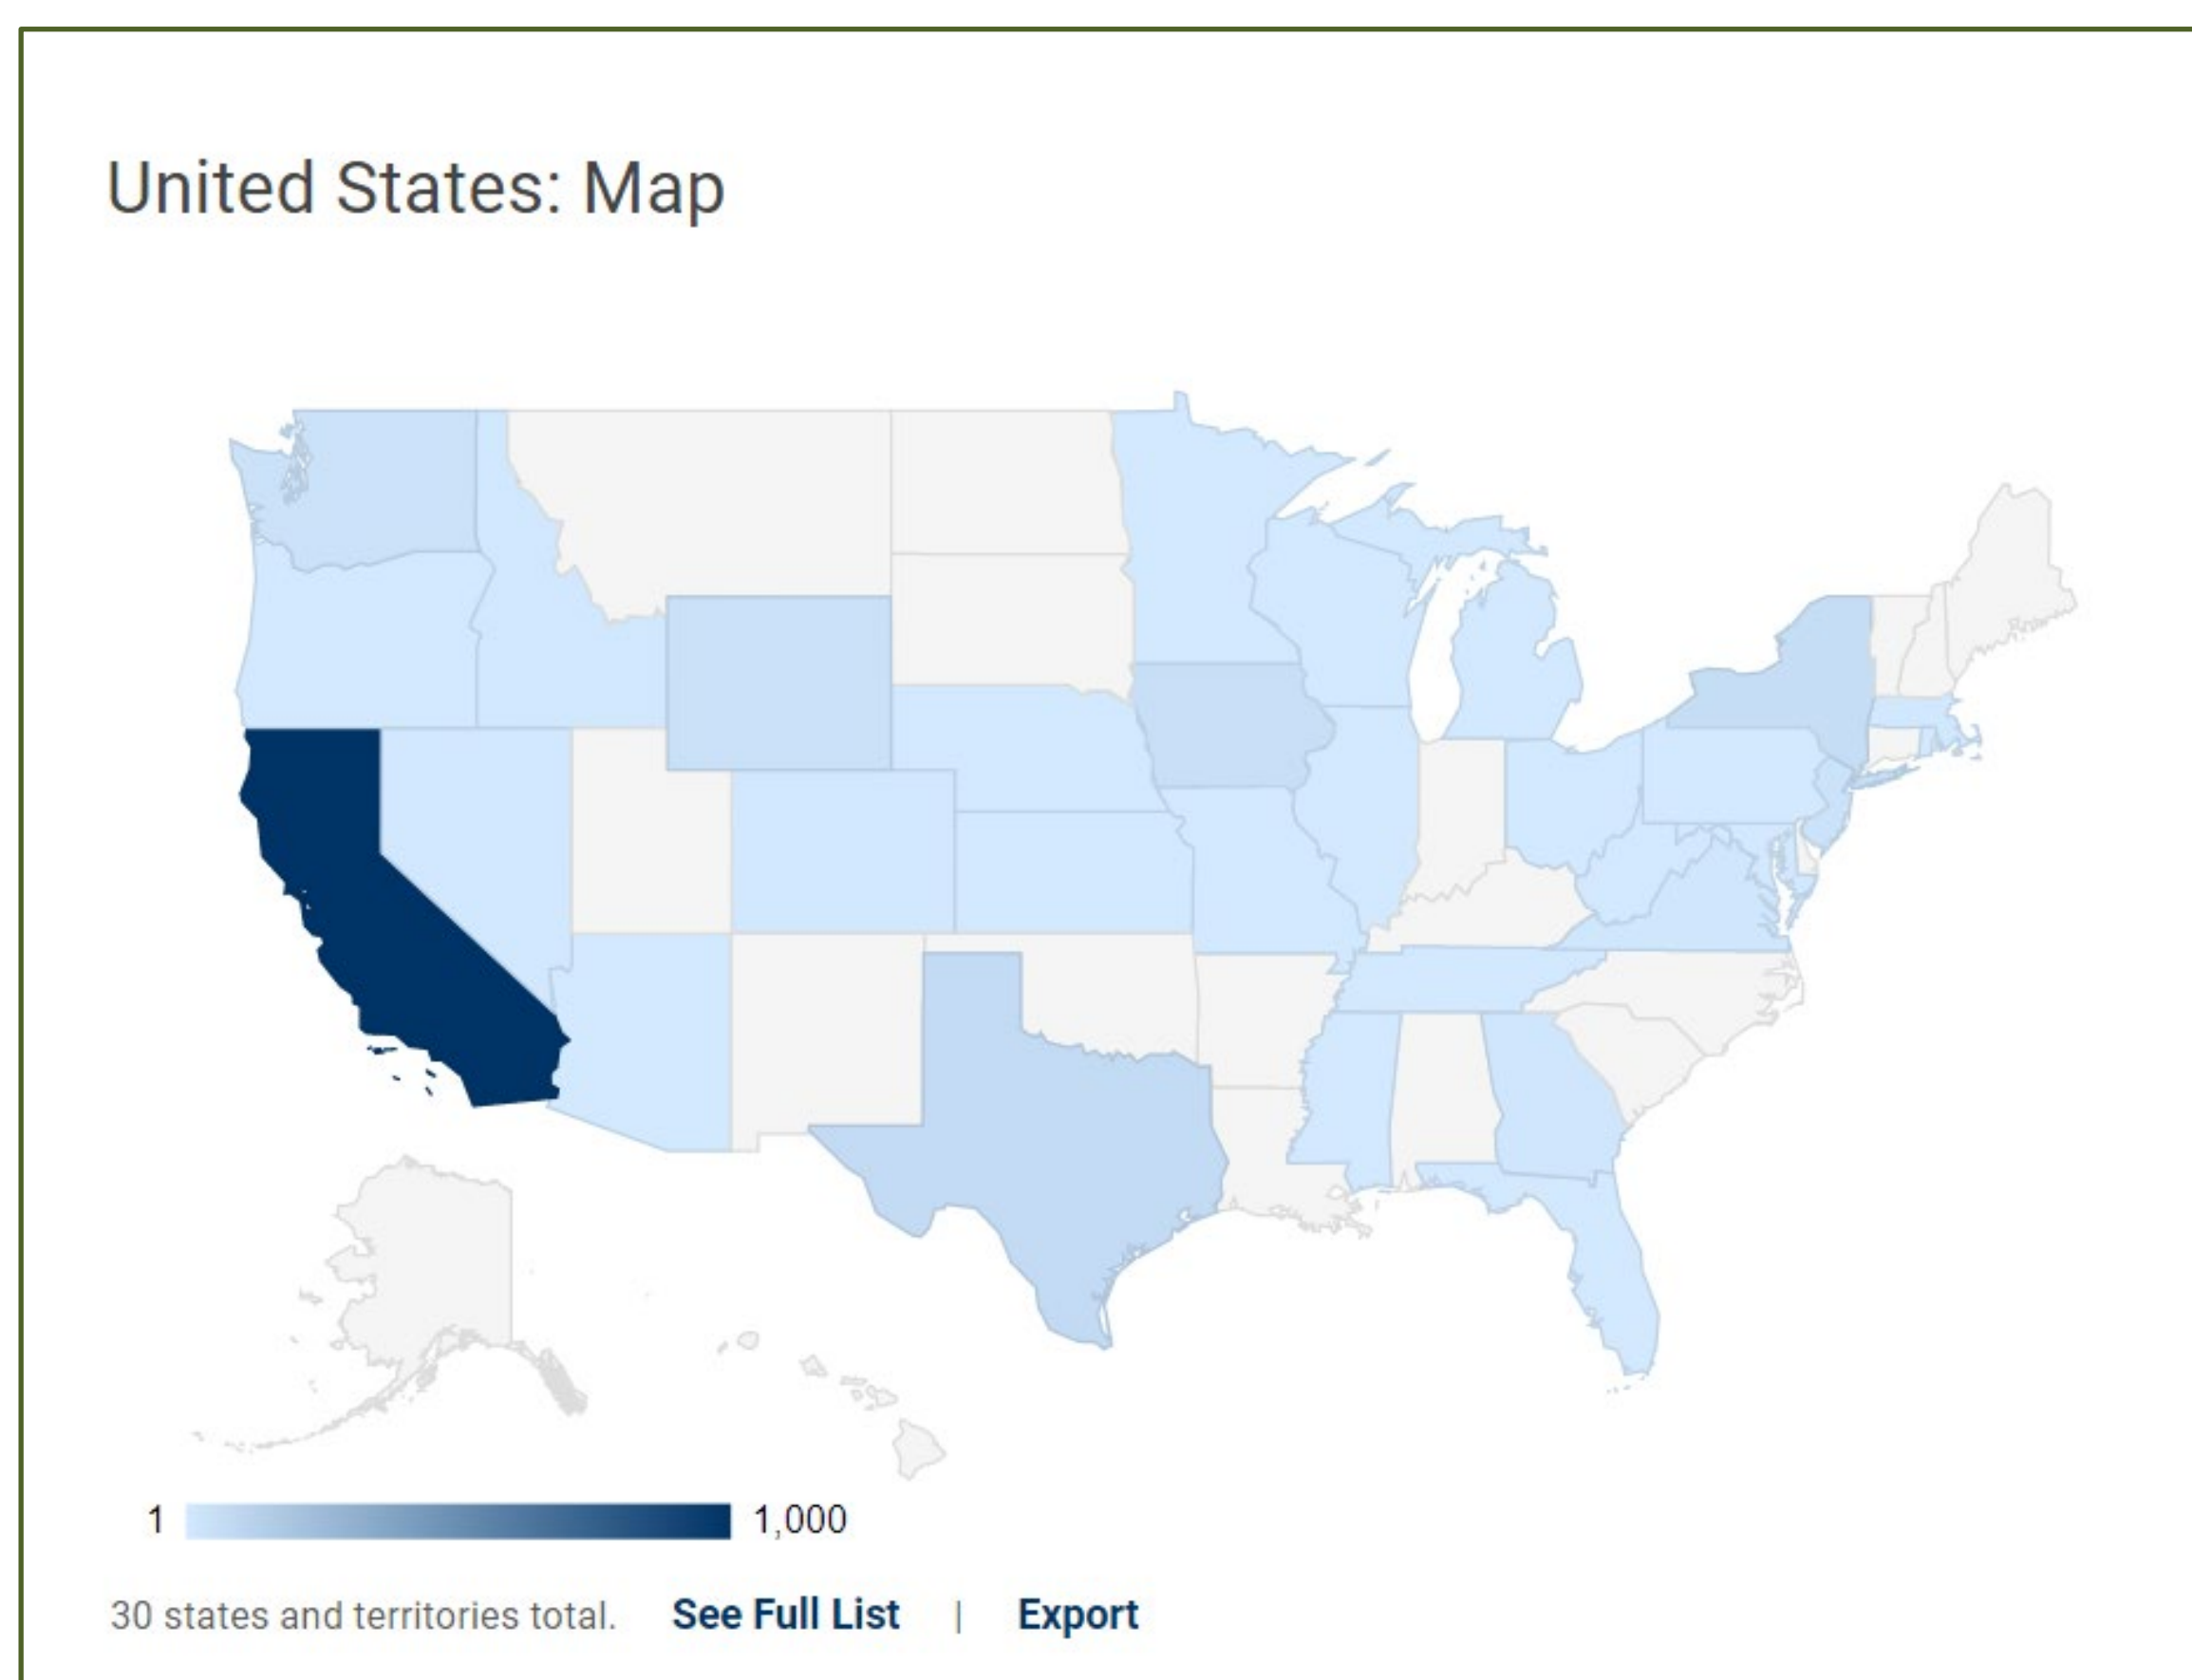 United States: Map
1 1,000
30 states and territories total. See Full List | Export